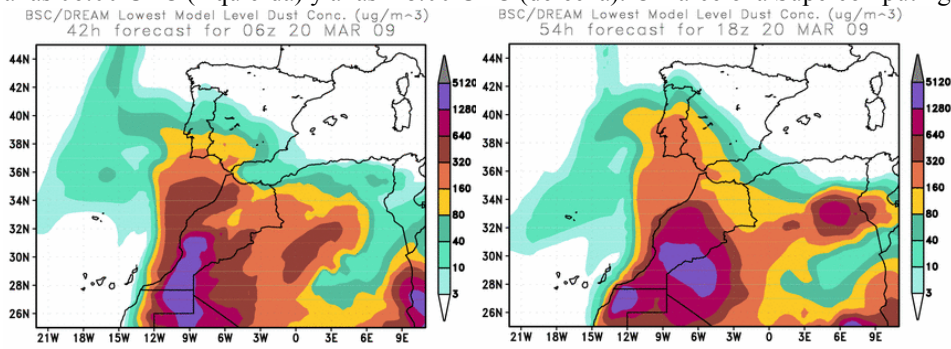 BSC/DREAM Lowest Model Level Dust Conc. (ug/m-3)
42h forecast for 06z 20 MAR 09
44N
42N
40N
38N
36N
34N
32N
30N
28N
26N
21W 18W 15W 12W 9W 6W 3W 0 3E 6E 9E
5120
1280
640
320
160
80
40
10
3
BSC/DREAM Lowest Model Level Dust Conc. (ug/m-3)
54h forecast for 18z 20 MAR 09
44N
42N
40N
38N
36N
34N
32N
30N
28N
26N
21W 18W 15W 12W 9W 6W 3W 0 3E 6E 9E
5120
1280
640
320
160
80
40
10
3